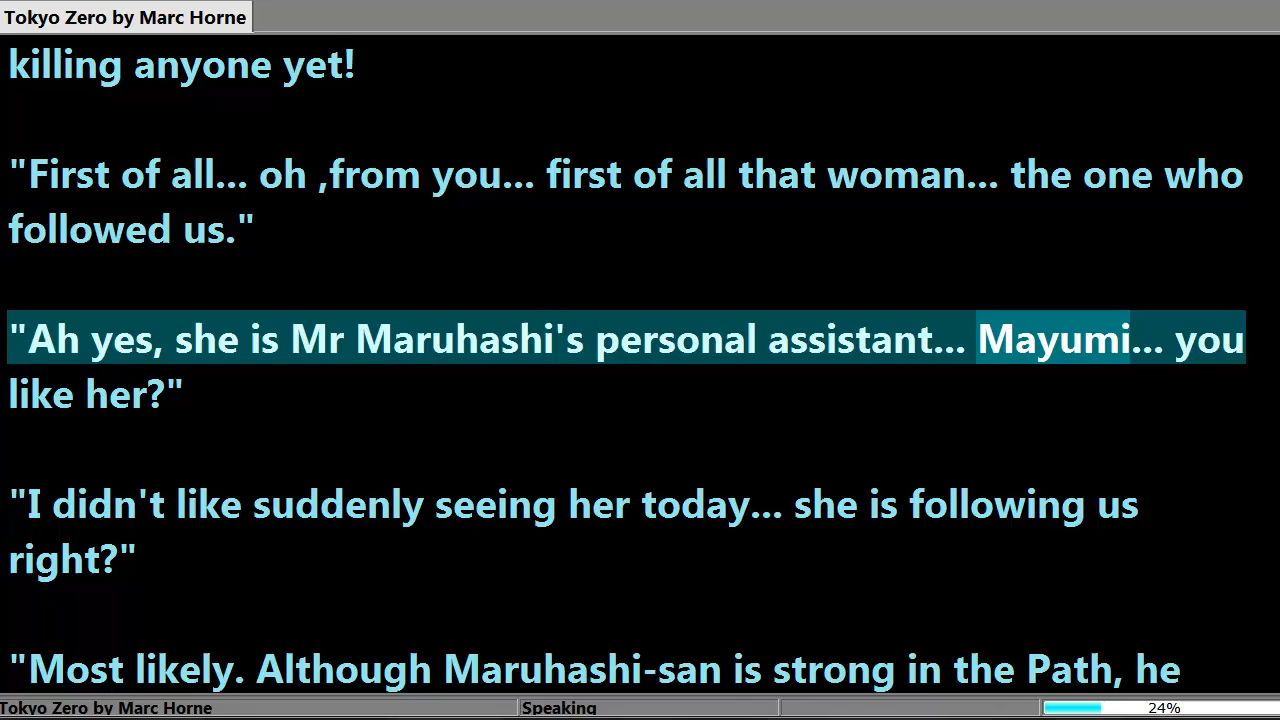 Tokyo Zero by Marc Horne
killing anyone yet!
"First of all... oh ,from you... first of all that woman... the one who
followed us."
"Ah yes, she is Mr Maruhashi's personal assistant... Mayumi... you
like her?"
"I didn't like suddenly seeing her today... she is following us
right?"
"Most likely. Although Maruhashi-san is strong in the Path, he
Tokyo Zero by Marc Horne
Speaking
24%